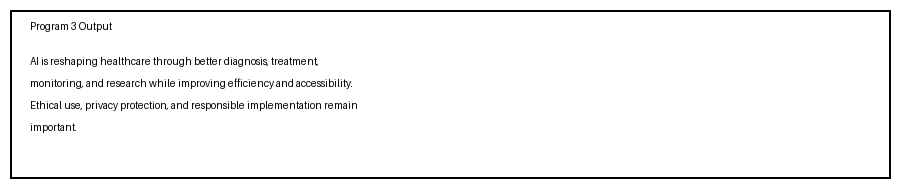 Program 3 Output
AI is reshaping healthcare through better diagnosis, treatment,
monitoring, and research while improving efficiency and accessibility.
Ethical use, privacy protection, and responsible implementation remain
important.